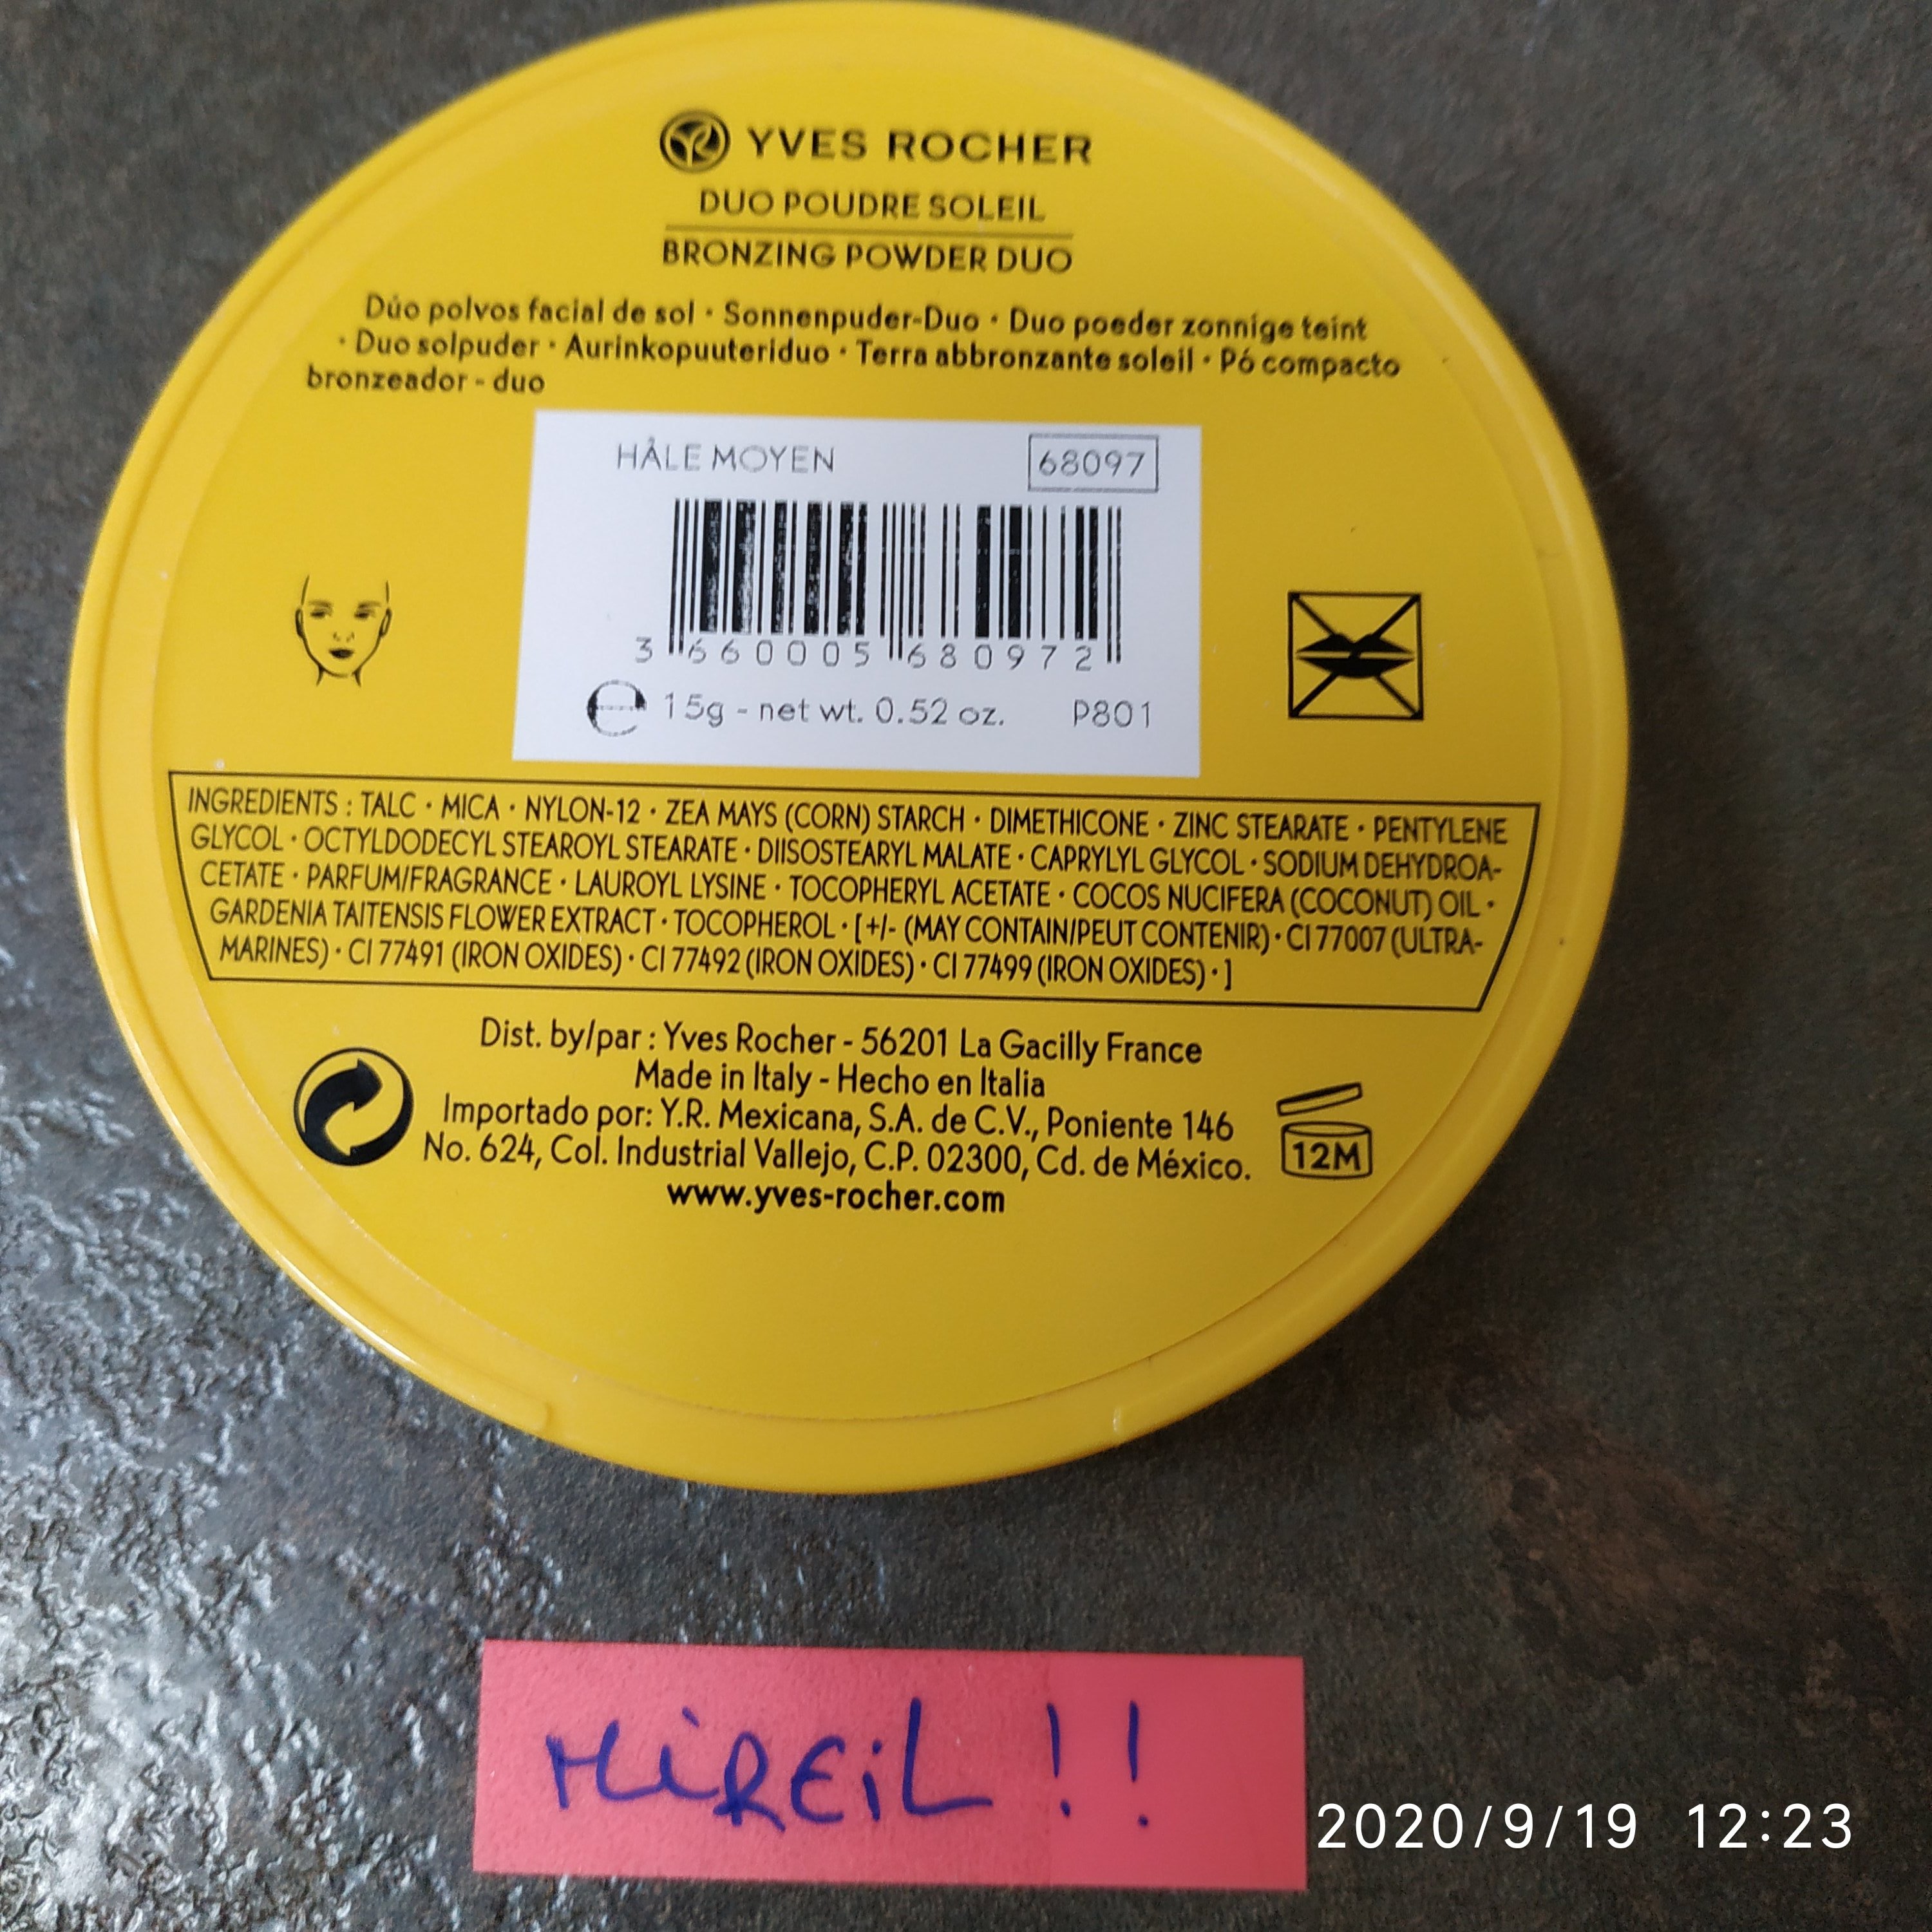 YVES ROCHER
DUO POUDRE SOLEIL
BRONZING POWDER DUO
Dúo polvos facial de sol · Sonnenpuder-Duo · Duo poeder zonnige teint
· Duo solpuder · Aurinkopuuteriduo · Terra abbronzante soleil · Pó compacto
bronzeador - duo
HÂLE MOYEN 68097
3 660005 680972
e 15g - net wt. 0.52 oz. P801
INGREDIENTS : TALC · MICA · NYLON-12 · ZEA MAYS (CORN) STARCH · DIMETHICONE · ZINC STEARATE · PENTYLENE
GLYCOL · OCTYLDODECYL STEAROYL STEARATE · DIISOSTEARYL MALATE · CAPRYLYL GLYCOL · SODIUM DEHYDROA-
CETATE · PARFUM/FRAGRANCE · LAUROYL LYSINE · TOCOPHERYL ACETATE · COCOS NUCIFERA (COCONUT) OIL ·
GARDENIA TAITENSIS FLOWER EXTRACT · TOCOPHEROL · [+/- (MAY CONTAIN/PEUT CONTENIR) · CI 77007 (ULTRA-
MARINES) · CI 77491 (IRON OXIDES) · CI 77492 (IRON OXIDES) · CI 77499 (IRON OXIDES) · ]
Dist. by/par : Yves Rocher - 56201 La Gacilly France
Made in Italy - Hecho en Italia
Importado por: Y.R. Mexicana, S.A. de C.V., Poniente 146
No. 624, Col. Industrial Vallejo, C.P. 02300, Cd. de México.
12M
www.yves-rocher.com
MiREiL !!
2020/9/19 12:23